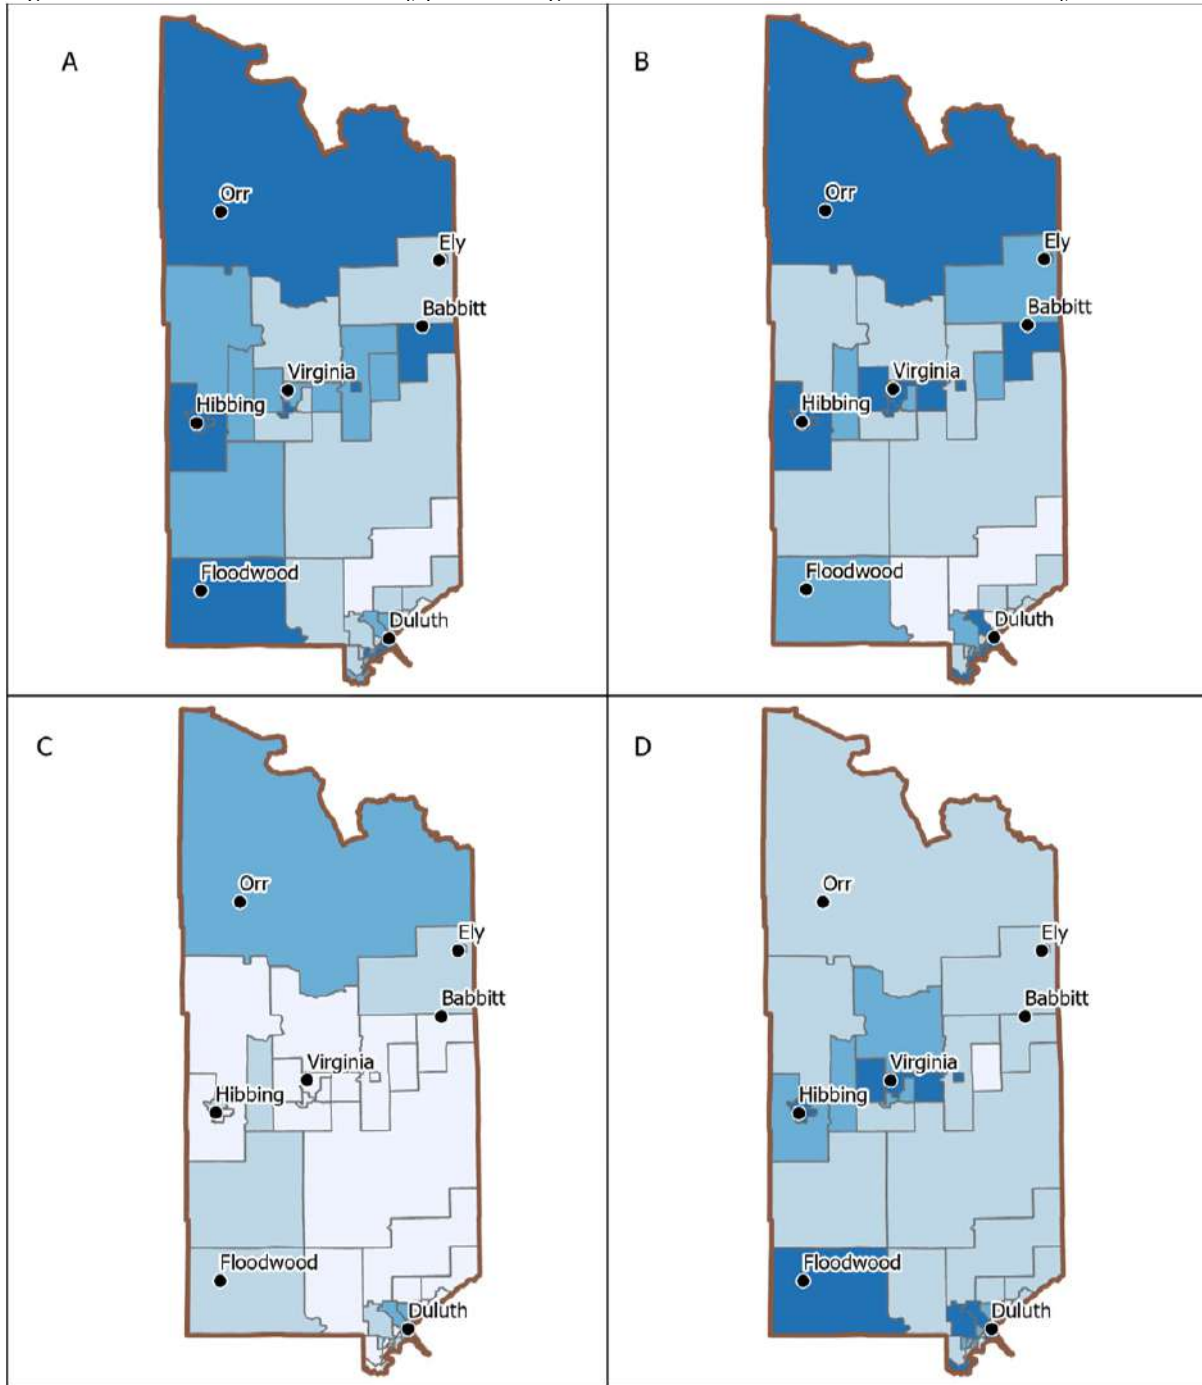 A
B
Orr
Orr
Ely
Ely
Babbitt
Babbitt
Virginia
Virginia
Hibbing
Hibbing
Floodwood
Floodwood
Duluth
Duluth
C
D
Orr
Orr
Ely
Ely
Babbitt
Babbitt
Virginia
Virginia
Hibbing
Hibbing
Floodwood
Floodwood
Duluth
Duluth